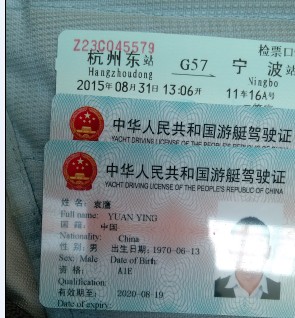 Z23C045579
检票口
杭州东站 G57 宁波站
Hangzhoudong Ningbo
2015年08月31日13:06开 11车16A号
中华人民共和国游艇驾驶证
YACHT DRIVING LICENSE OF THE PEOPLE'S REPUBLIC OF CHINA
中华人民共和国游艇驾驶证
YACHT DRIVING LICENSE OF THE PEOPLE'S REPUBLIC OF CHINA
姓名: 袁鹰
Full name: YUAN YING
国籍: 中国
Nationality: China
性别: 男 出生日期:1970-06-13
Sex: Male Date of Birth:
资格: A1E
Qualification:
有效期至 2020-08-19
Date of expiry: